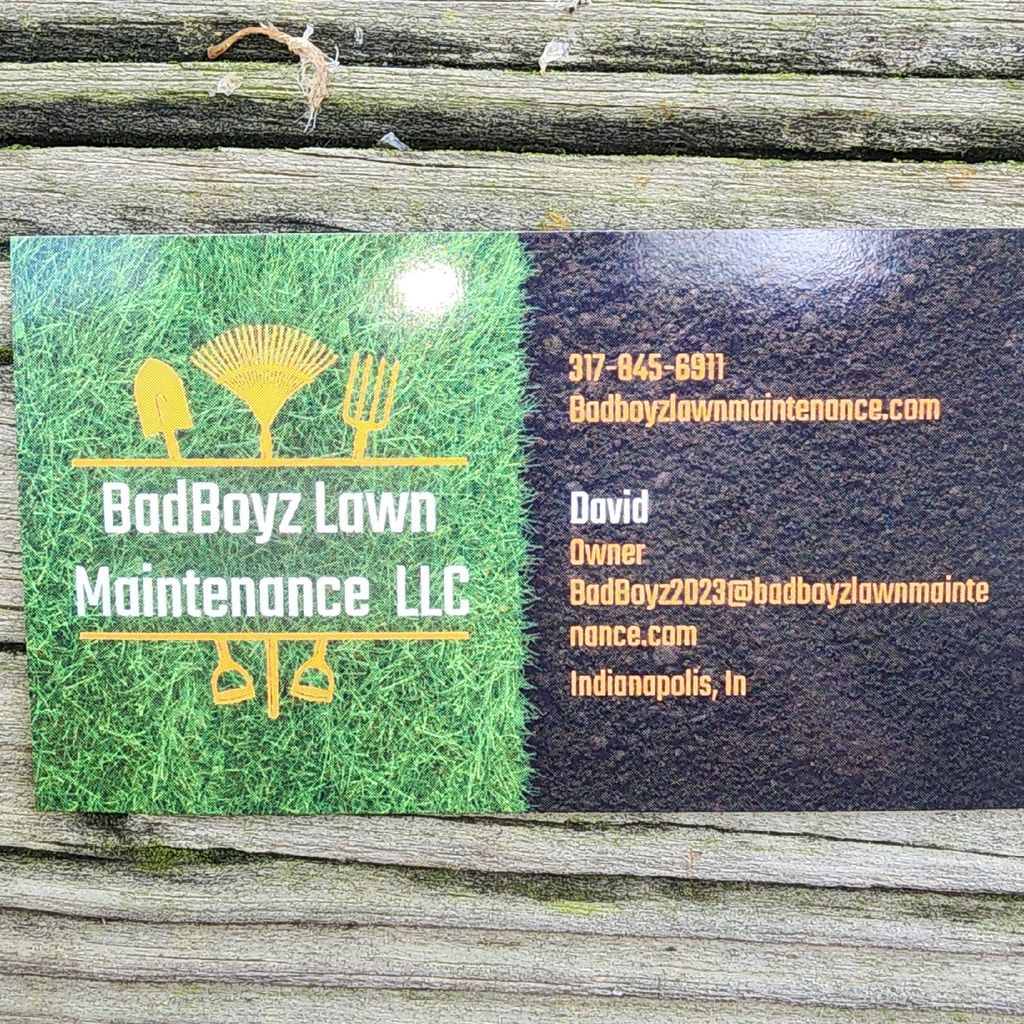 BadBoyz Lawn
Maintenance LLC
317-845-6911
Badboyzlawnmaintenance.com
David
Owner
BadBoyz2023@badboyzlawnmainte
nance.com
Indianapolis, In